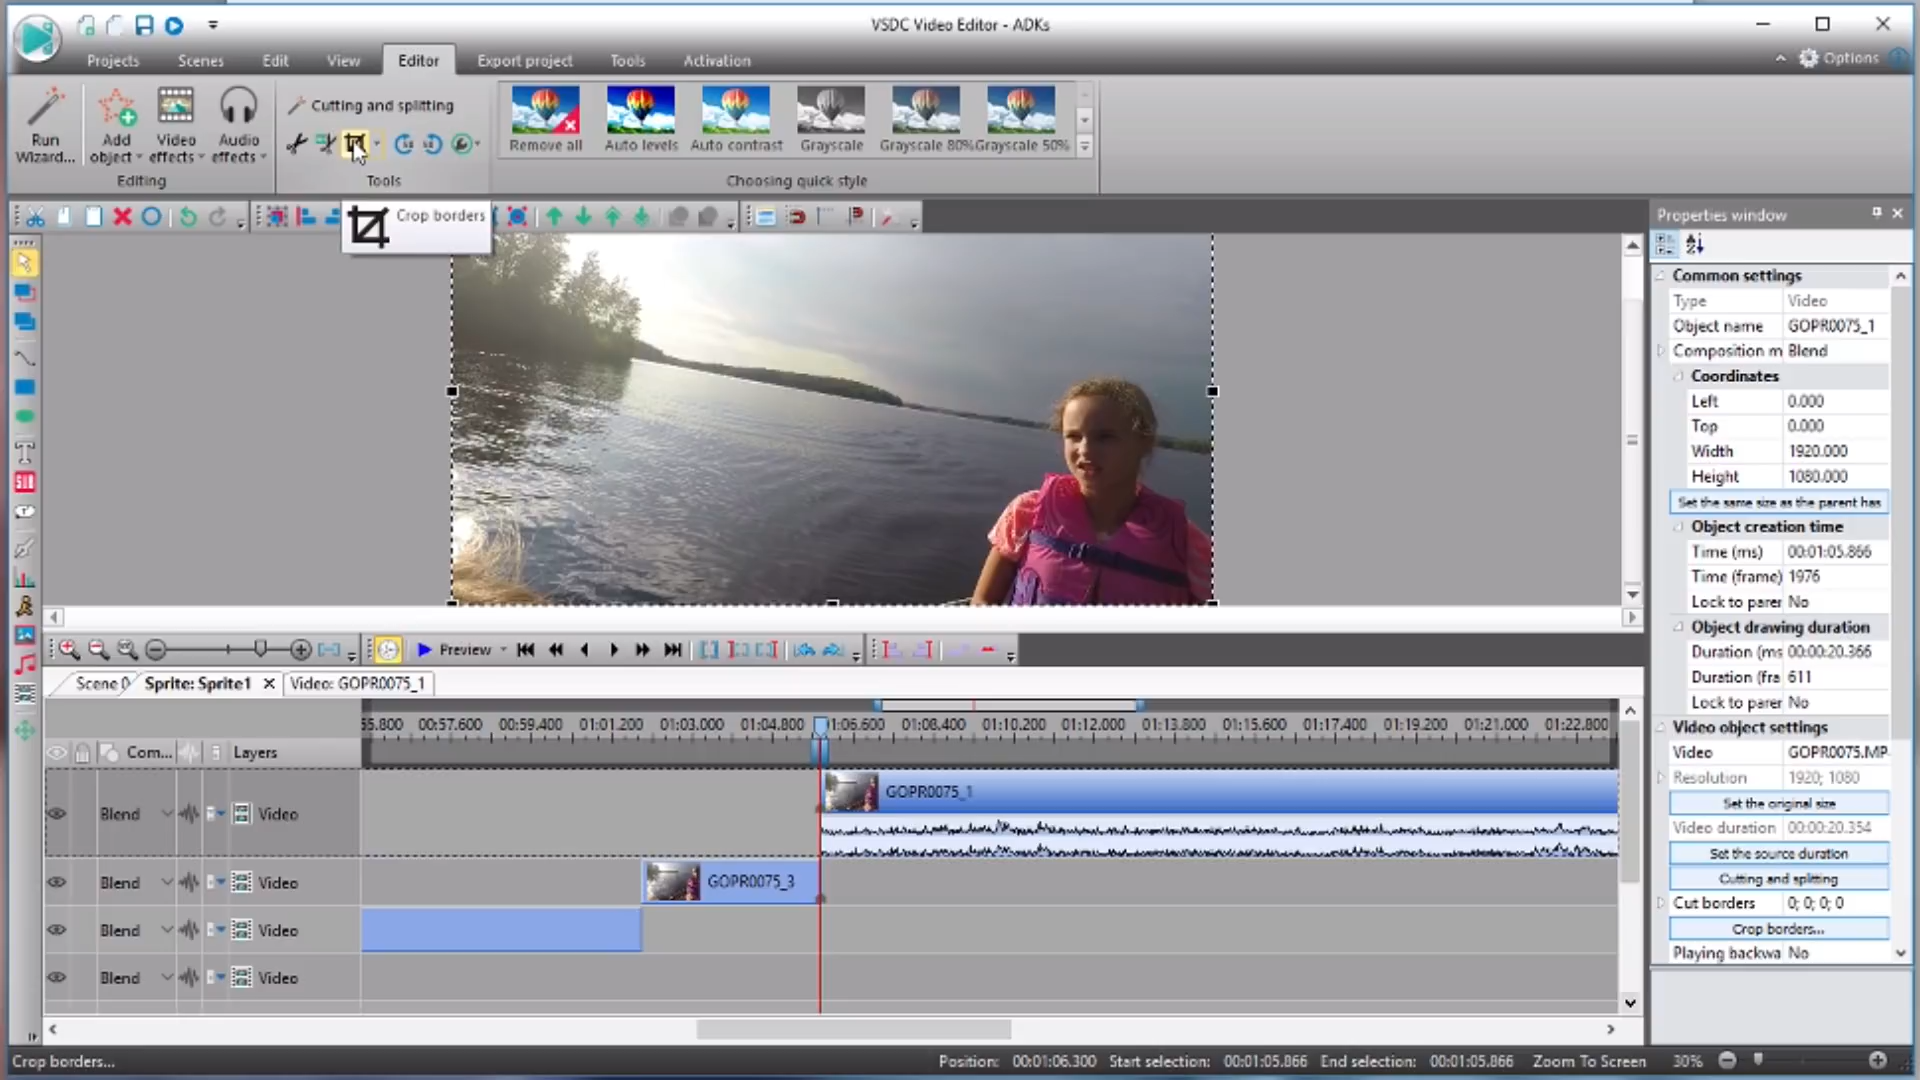 VSDC Video Editor - ADKs
Projects Scenes Edit View Editor Export project Tools Activation Options
Cutting and splitting
Run Wizard...
Add object
Video effects
Audio effects
Remove all Auto levels Auto contrast Grayscale Grayscale 80% Grayscale 50%
Editing Tools Choosing quick style
Crop borders
Properties window
Common settings
Type Video
Object name GOPR0075_1
Composition m Blend
Coordinates
Left 0.000
Top 0.000
Width 1920.000
Height 1080.000
Set the same size as the parent has
Object creation time
Time (ms) 00:01:05.866
Time (frame) 1976
Lock to parer No
Object drawing duration
Duration (ms 00:00:20.366
Duration (fra 611
Lock to parer No
Video object settings
Video GOPR0075.MP
Resolution 1920; 1080
Set the original size
Video duration 00:00:20.354
Set the source duration
Cutting and splitting
Cut borders 0; 0; 0; 0
Crop borders...
Playing backwa No
Preview
Scene 0 Sprite: Sprite1 Video: GOPR0075_1
55.800 00:57.600 00:59.400 01:01.200 01:03.000 01:04.800 01:06.600 01:08.400 01:10.200 01:12.000 01:13.800 01:15.600 01:17.400 01:19.200 01:21.000 01:22.800
Com... Layers
Blend Video GOPR0075_1
Blend Video GOPR0075_3
Blend Video
Blend Video
Crop borders... Position: 00:01:06.300 Start selection: 00:01:05.866 End selection: 00:01:05.866 Zoom To Screen 30%